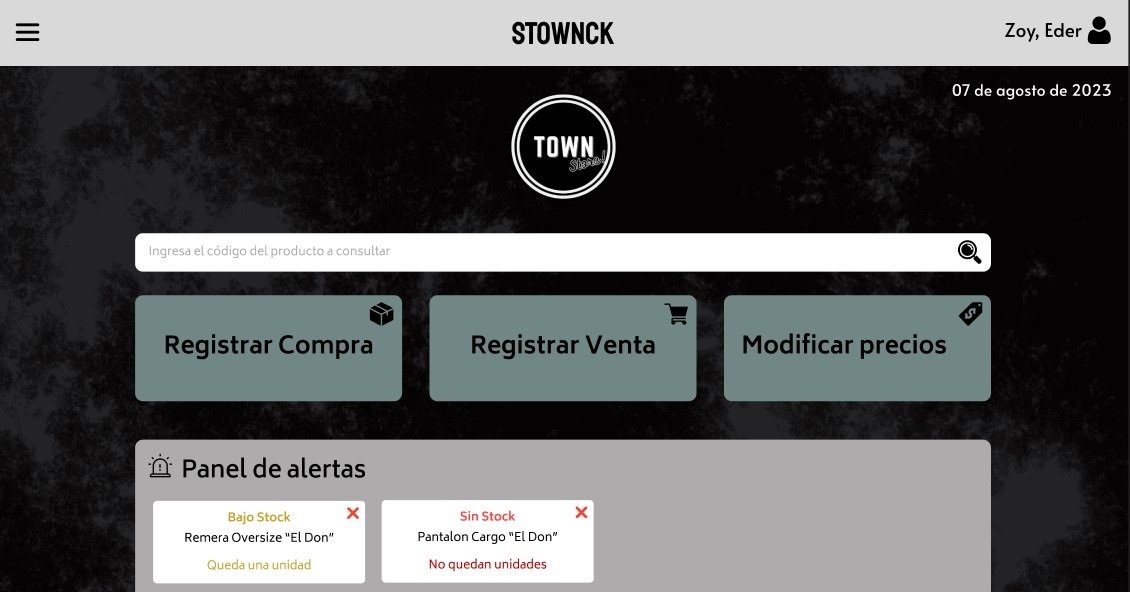 STOWNCK
Zoy, Eder
07 de agosto de 2023
TOWN
Store!
Ingresa el código del producto a consultar
Registrar Compra
Registrar Venta
Modificar precios
Panel de alertas
Bajo Stock
Remera Oversize “El Don”
Queda una unidad
Sin Stock
Pantalon Cargo “El Don”
No quedan unidades